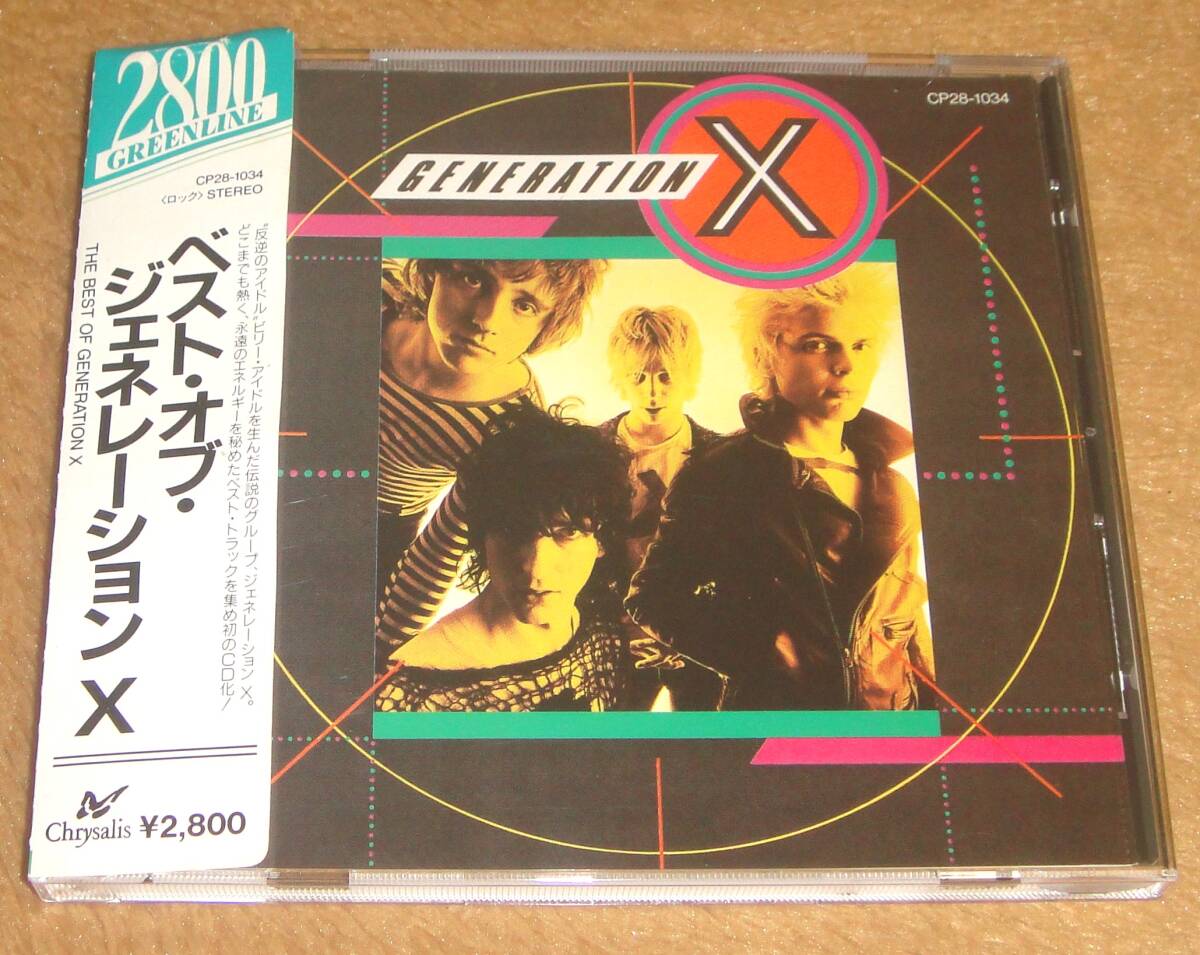 2800
GREENLINE
CP28-1034
〈ロック〉STEREO
ベスト・オブ・
ジェネレーション X
THE BEST OF GENERATION X
“反逆のアイドル”ビリー・アイドルを生んだ伝説のグループ、ジェネレーション X。
どこまでも熱く、永遠のエネルギーを秘めたベスト・トラックを集め初のCD化!
Chrysalis ¥2,800
CP28-1034
GENERATION X